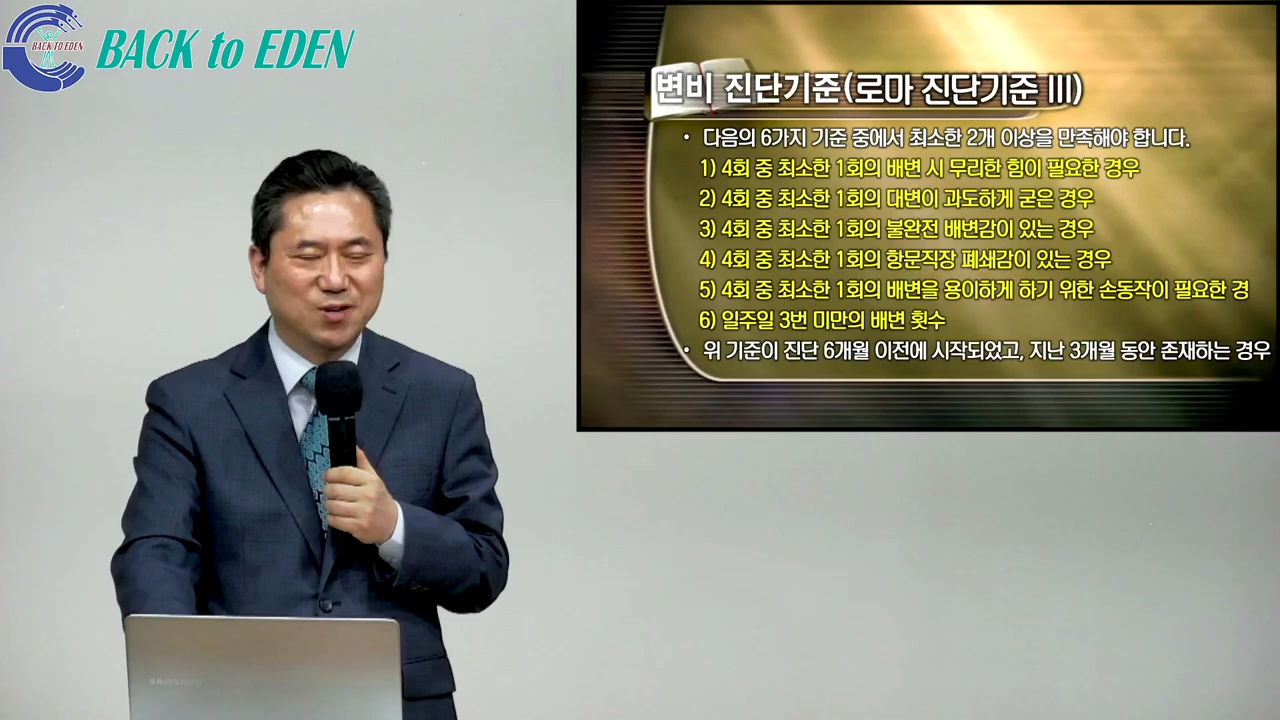 BACK TO EDEN
BACK to EDEN
변비 진단기준(로마 진단기준 III)
• 다음의 6가지 기준 중에서 최소한 2개 이상을 만족해야 합니다.
1) 4회 중 최소한 1회의 배변 시 무리한 힘이 필요한 경우
2) 4회 중 최소한 1회의 대변이 과도하게 굳은 경우
3) 4회 중 최소한 1회의 불완전 배변감이 있는 경우
4) 4회 중 최소한 1회의 항문직장 폐쇄감이 있는 경우
5) 4회 중 최소한 1회의 배변을 용이하게 하기 위한 손동작이 필요한 경
6) 일주일 3번 미만의 배변 횟수
• 위 기준이 진단 6개월 이전에 시작되었고, 지난 3개월 동안 존재하는 경우
SAMSUNG